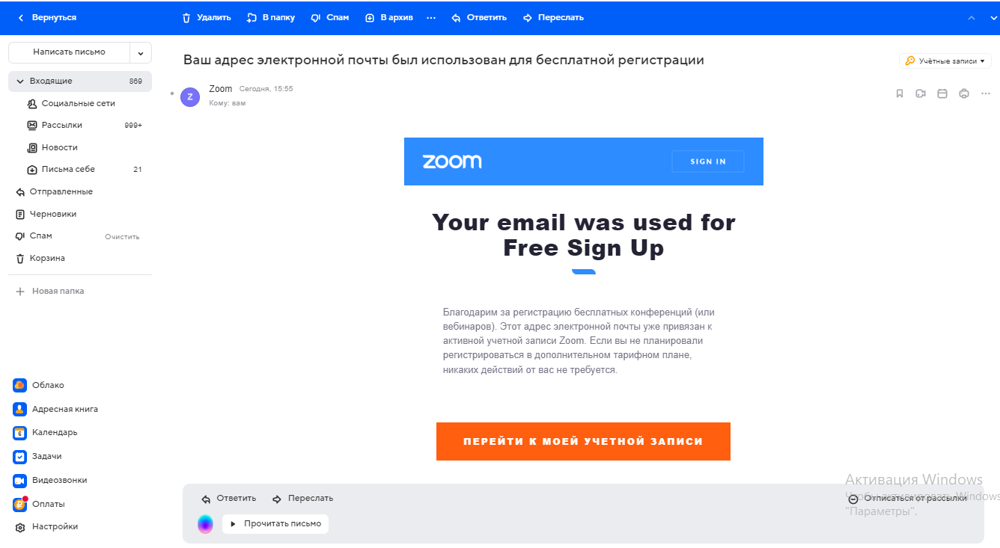 Вернуться
Удалить
В папку
Спам
В архив
Ответить
Переслать
Написать письмо
Входящие 869
Социальные сети
Рассылки 999+
Новости
Письма себе 21
Отправленные
Черновики
Спам Очистить
Корзина
Новая папка
Облако
Адресная книга
6
Календарь
Задачи
Видеозвонки
Оплаты
Настройки
Ваш адрес электронной почты был использован для бесплатной регистрации
Учётные записи
Z
Zoom Сегодня, 15:55
Кому: вам
zoom
SIGN IN
Your email was used for
Free Sign Up
Благодарим за регистрацию бесплатных конференций (или
вебинаров). Этот адрес электронной почты уже привязан к
активной учетной записи Zoom. Если вы не планировали
регистрироваться в дополнительном тарифном плане,
никаких действий от вас не требуется.
ПЕРЕЙТИ К МОЕЙ УЧЕТНОЙ ЗАПИСИ
Ответить
Переслать
Отписаться от рассылки
Прочитать письмо
Активация Windows
Чтобы активировать Windows
"Параметры".